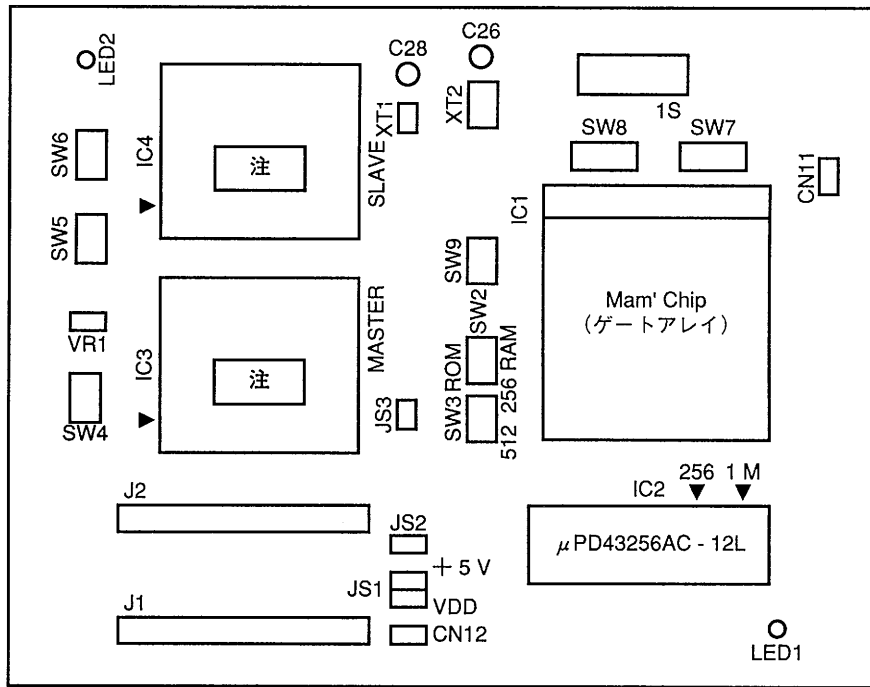 C28
C26
LED2
XT1
XT2
1S
SW6
IC4
注
SLAVE
SW8
SW7
CN11
SW5
IC1
SW9
SW2
Mam' Chip
(ゲートアレイ)
VR1
IC3
注
MASTER
ROM
RAM
SW4
JS3
SW3
512
256
256
1 M
IC2
J2
JS2
μPD43256AC - 12L
+ 5 V
JS1
VDD
J1
CN12
LED1